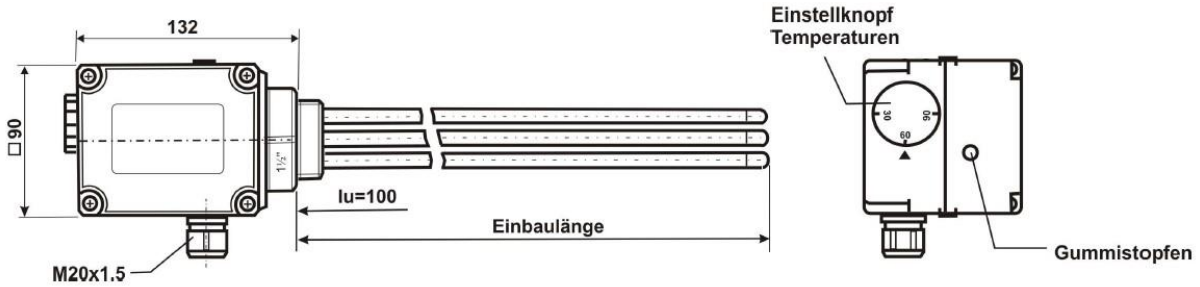 132
Einstellknopf
Temperaturen
□ 90
30
90
60
1½"
lu=100
Einbaulänge
M20x1.5
Gummistopfen